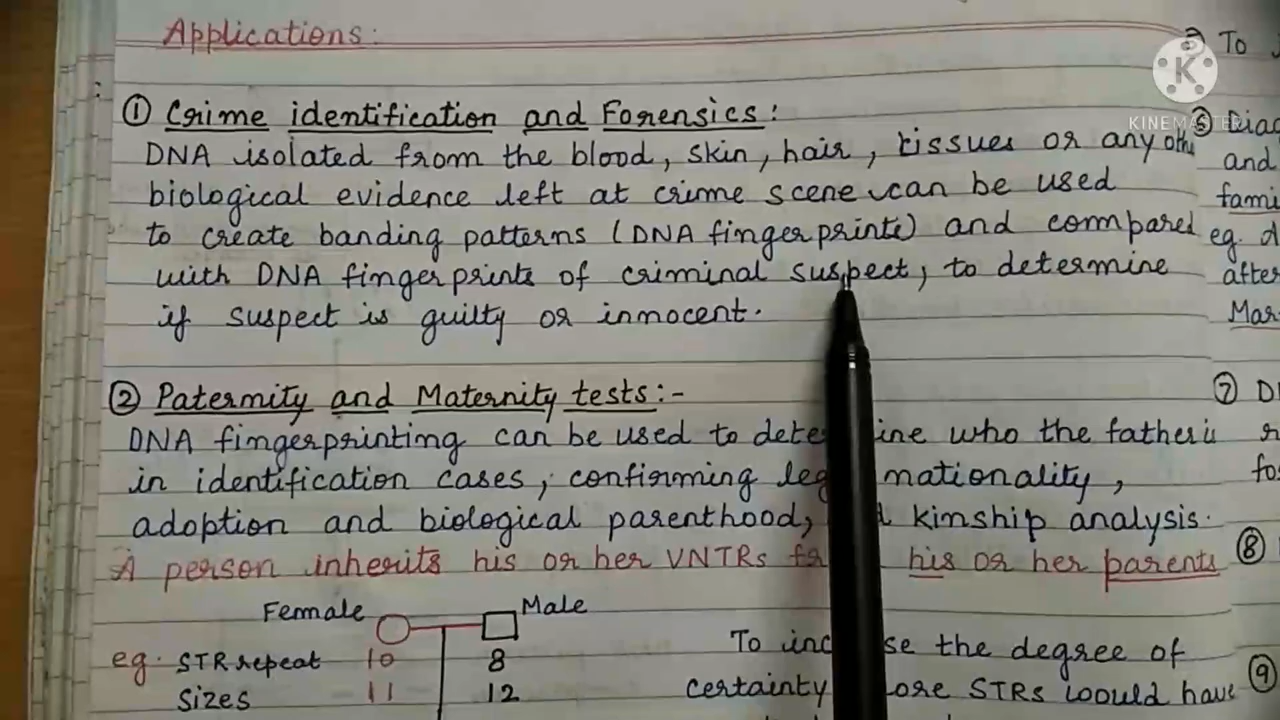 Applications:
① Crime identification and Forensics:
DNA isolated from the blood, skin, hair, tissues or any othe
biological evidence left at crime scene can be used
to create banding patterns (DNA fingerprints) and compared
with DNA fingerprints of criminal suspect, to determine
if suspect is guilty or innocent.
② Paternity and Maternity tests:-
DNA fingerprinting can be used to dete ine who the father is
in identification cases, confirming leg nationality,
adoption and biological parenthood, kinship analysis.
A person inherits his or her VNTRs his or her parents
Female Male
eg. STR repeat 10 8
Sizes 11 12
To inc se the degree of
certainty ore STRs would have
To
KINEMASTER
K
⑤ Diag
and
fami
eg. d
after
Mar
⑦ D
fo
⑧
⑨